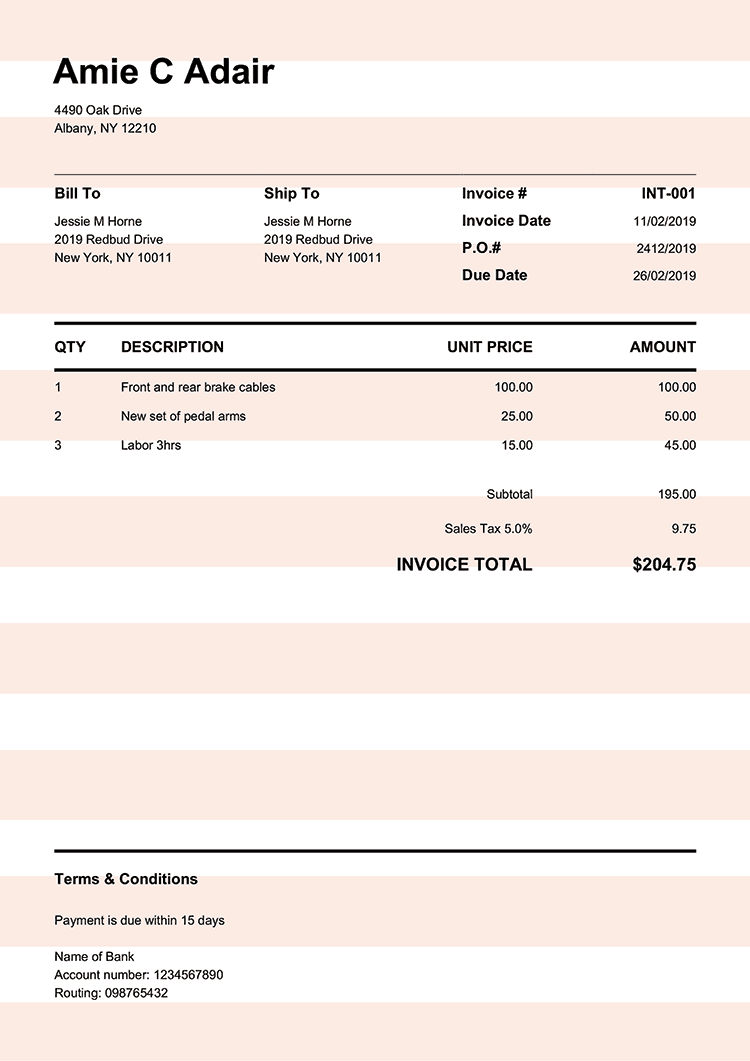 Amie C Adair
4490 Oak Drive
Albany, NY 12210
Bill To Ship To Invoice # INT-001
Jessie M Horne Jessie M Horne Invoice Date 11/02/2019
2019 Redbud Drive 2019 Redbud Drive P.O.# 2412/2019
New York, NY 10011 New York, NY 10011 Due Date 26/02/2019
QTY DESCRIPTION UNIT PRICE AMOUNT
1 Front and rear brake cables 100.00 100.00
2 New set of pedal arms 25.00 50.00
3 Labor 3hrs 15.00 45.00
Subtotal 195.00
Sales Tax 5.0% 9.75
INVOICE TOTAL $204.75
Terms & Conditions
Payment is due within 15 days
Name of Bank
Account number: 1234567890
Routing: 098765432